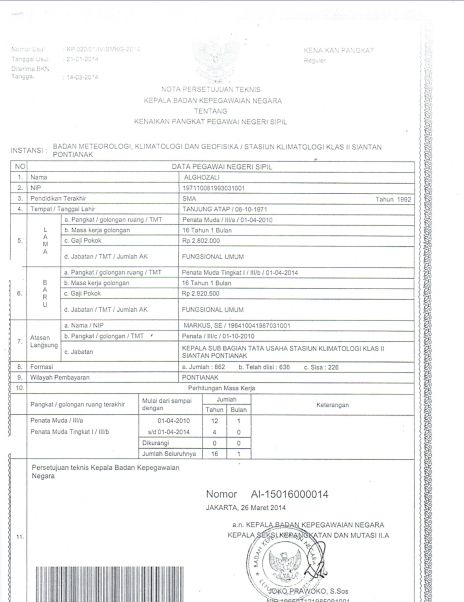 Nomor Usul : KP.020/01/IV/BMKG-2014
Tanggal Usul : 21-01-2014
Diterima BKN
Tangga. : 14-03-2014
KENAIKAN PANGKAT
Reguler
NOTA PERSETUJUAN TEKNIS
KEPALA BADAN KEPEGAWAIAN NEGARA
TENTANG
KENAIKAN PANGKAT PEGAWAI NEGERI SIPIL
INSTANSI : BADAN METEOROLOGI, KLIMATOLOGI DAN GEOFISIKA / STASIUN KLIMATOLOGI KLAS II SIANTAN
PONTIANAK
NO DATA PEGAWAI NEGERI SIPIL
1. Nama ALGHOZALI
2. NIP 197110081993031001
3. Pendidikan Terakhir SMA Tahun 1992
4. Tempat / Tanggal Lahir TANJUNG ATAP / 08-10-1971
5. LAMA a. Pangkat / golongan ruang / TMT Penata Muda / III/a / 01-04-2010
b. Masa kerja golongan 16 Tahun 1 Bulan
c. Gaji Pokok Rp 2.802.000
d. Jabatan / TMT / Jumlah AK FUNGSIONAL UMUM
6. BARU a. Pangkat / golongan ruang / TMT Penata Muda Tingkat I / III/b / 01-04-2014
b. Masa kerja golongan 16 Tahun 1 Bulan
c. Gaji Pokok Rp 2.920.500
d. Jabatan / TMT / Jumlah AK FUNGSIONAL UMUM
7. Atasan Langsung a. Nama / NIP MARKUS, SE / 196410041987031001
b. Pangkat / golongan / TMT Penata / III/c / 01-10-2010
c. Jabatan KEPALA SUB BAGIAN TATA USAHA STASIUN KLIMATOLOGI KLAS II
SIANTAN PONTIANAK
8. Formasi a. Jumlah : 862 b. Telah diisi : 636 c. Sisa : 226
9. Wilayah Pembayaran PONTIANAK
10. Perhitungan Masa Kerja
Pangkat / golongan ruang terakhir Mulai dari sampai dengan Jumlah Keterangan
Tahun Bulan
Penata Muda / III/a 01-04-2010 12 1
Penata Muda Tingkat I / III/b s/d 01-04-2014 4 0
Dikurangi 0 0
Jumlah Seluruhnya 16 1
11. Persetujuan teknis Kepala Badan Kepegawaian
Negara
Nomor AI-15016000014
JAKARTA, 26 Maret 2014
a.n. KEPALA BADAN KEPEGAWAIAN NEGARA
KEPALA SEKSI KEPANGKATAN DAN MUTASI II.A
JOKO PRAWOKO, S.Sos